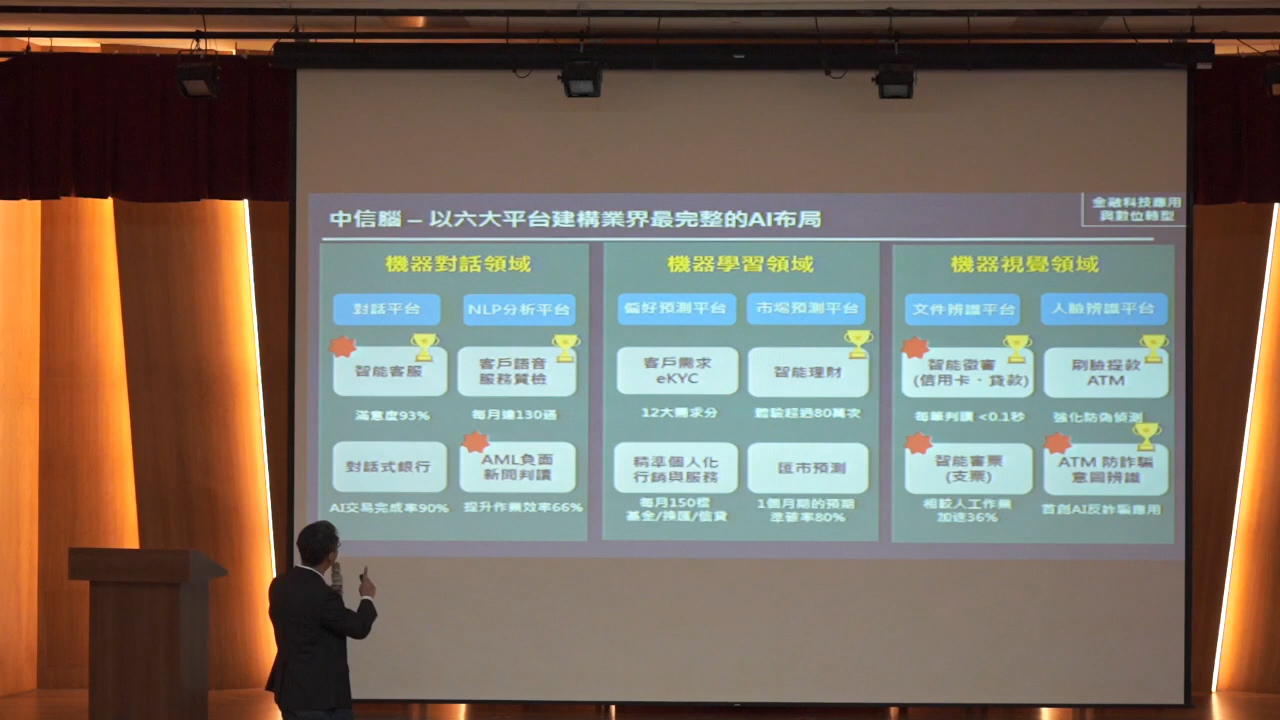 中信腦 – 以六大平台建構業界最完整的AI布局
金融科技應用
與數位轉型
機器對話領域
對話平台
NLP分析平台
智能客服
滿意度93%
客戶語音
服務質檢
每月達130通
對話式銀行
AI交易完成率90%
AML負面
新聞判讀
提升作業效率66%
機器學習領域
偏好預測平台
市場預測平台
客戶需求
eKYC
12大需求分
智能理財
體驗超過80萬次
精準個人化
行銷與服務
每月150檔
基金/換匯/信貸
匯市預測
1個月期的預期
準確率80%
機器視覺領域
文件辨識平台
人臉辨識平台
智能徵審
(信用卡、貸款)
每筆判讀 <0.1秒
刷臉提款
ATM
強化防偽偵測
智能審票
(支票)
相較人工作業
加速36%
ATM 防詐騙
意圖辨識
首創AI反詐騙應用